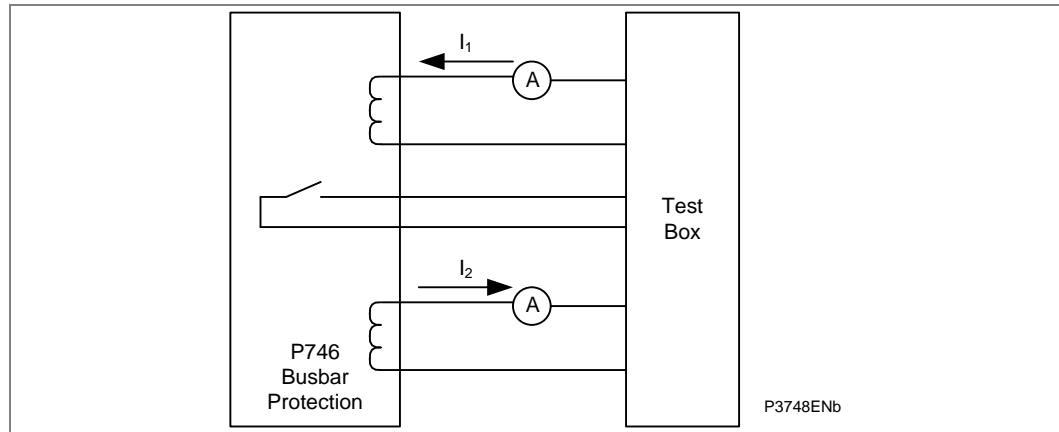 I₁
A
Test
Box
I₂
A
P746
Busbar
Protection
P3748ENb